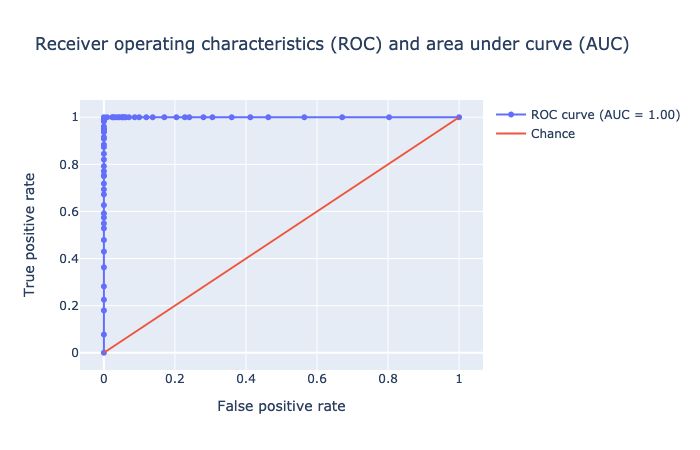 Receiver operating characteristics (ROC) and area under curve (AUC)
ROC curve (AUC = 1.00)
Chance
True positive rate
1
0.8
0.6
0.4
0.2
0
0 0.2 0.4 0.6 0.8 1
False positive rate